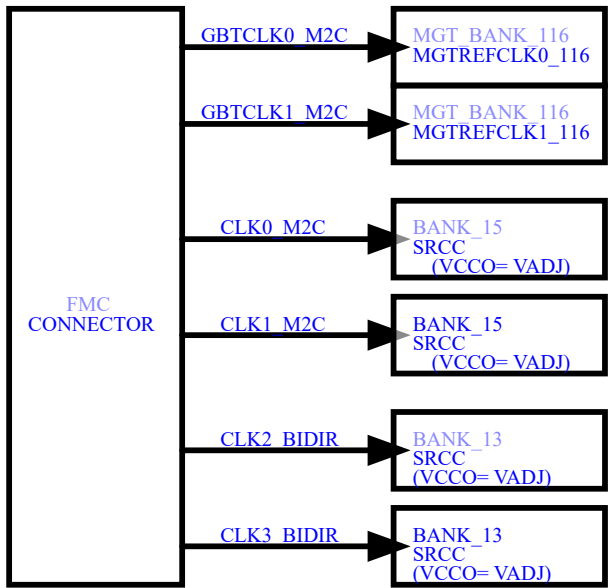 GBTCLK0_M2C
MGT_BANK_116
MGTREFCLK0_116
GBTCLK1_M2C
MGT_BANK_116
MGTREFCLK1_116
CLK0_M2C
BANK_15
SRCC
(VCCO= VADJ)
FMC
CONNECTOR
CLK1_M2C
BANK_15
SRCC
(VCCO= VADJ)
CLK2_BIDIR
BANK_13
SRCC
(VCCO= VADJ)
CLK3_BIDIR
BANK_13
SRCC
(VCCO= VADJ)